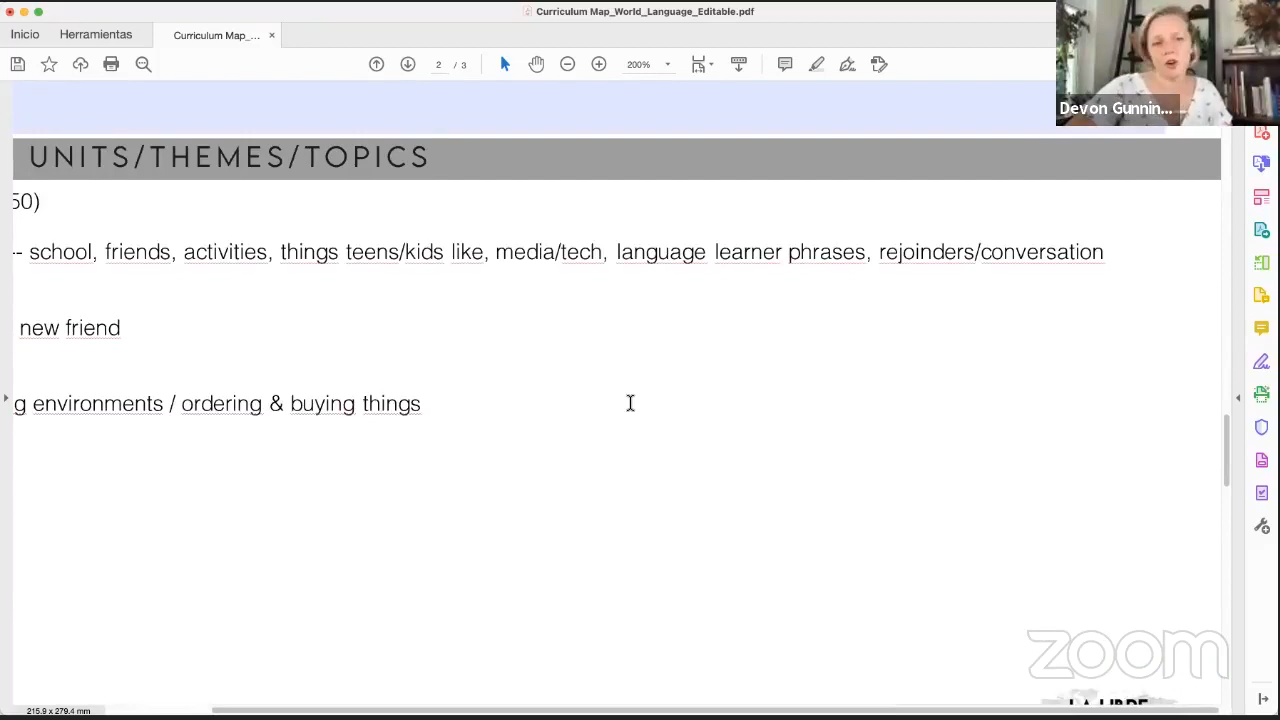 Curriculum Map_World_Language_Editable.pdf
Inicio
Herramientas
Curriculum Map_...
2 / 3
200%
Devon Gunnin...
UNITS/THEMES/TOPICS
50)
-- school, friends, activities, things teens/kids like, media/tech, language learner phrases, rejoinders/conversation
new friend
g environments / ordering & buying things
zoom
LA LIBRE
215.9 x 279.4 mm